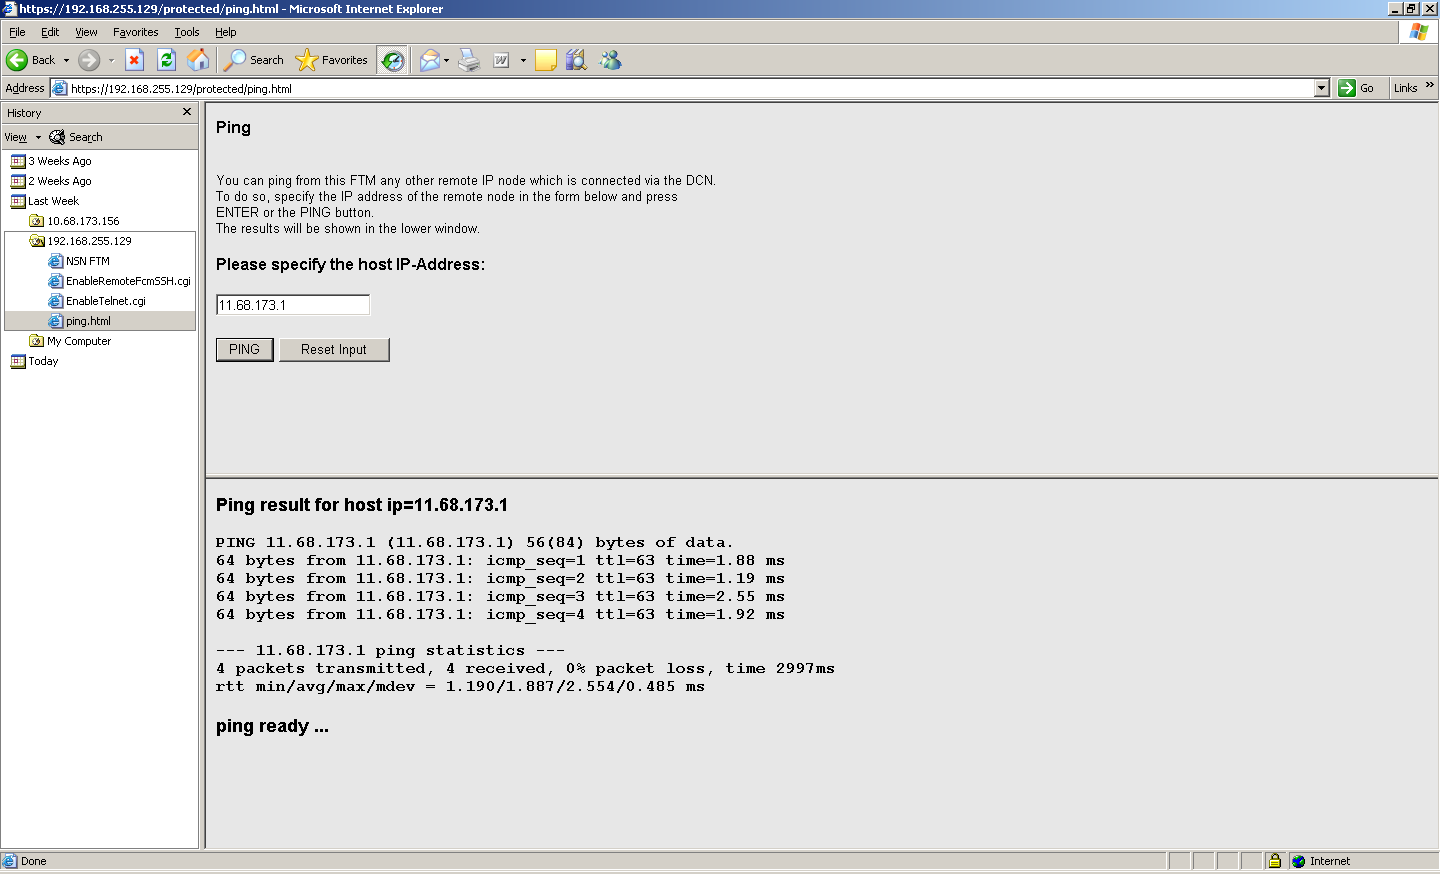 https://192.168.255.129/protected/ping.html - Microsoft Internet Explorer
File Edit View Favorites Tools Help
Back Search Favorites
Address https://192.168.255.129/protected/ping.html Go Links »
History
View Search
3 Weeks Ago
2 Weeks Ago
Last Week
10.68.173.156
192.168.255.129
NSN FTM
EnableRemoteFcmSSH.cgi
EnableTelnet.cgi
ping.html
My Computer
Today
Ping
You can ping from this FTM any other remote IP node which is connected via the DCN.
To do so, specify the IP address of the remote node in the form below and press
ENTER or the PING button.
The results will be shown in the lower window.
Please specify the host IP-Address:
11.68.173.1
PING Reset Input
Ping result for host ip=11.68.173.1
PING 11.68.173.1 (11.68.173.1) 56(84) bytes of data.
64 bytes from 11.68.173.1: icmp_seq=1 ttl=63 time=1.88 ms
64 bytes from 11.68.173.1: icmp_seq=2 ttl=63 time=1.19 ms
64 bytes from 11.68.173.1: icmp_seq=3 ttl=63 time=2.55 ms
64 bytes from 11.68.173.1: icmp_seq=4 ttl=63 time=1.92 ms
--- 11.68.173.1 ping statistics ---
4 packets transmitted, 4 received, 0% packet loss, time 2997ms
rtt min/avg/max/mdev = 1.190/1.887/2.554/0.485 ms
ping ready ...
Done Internet